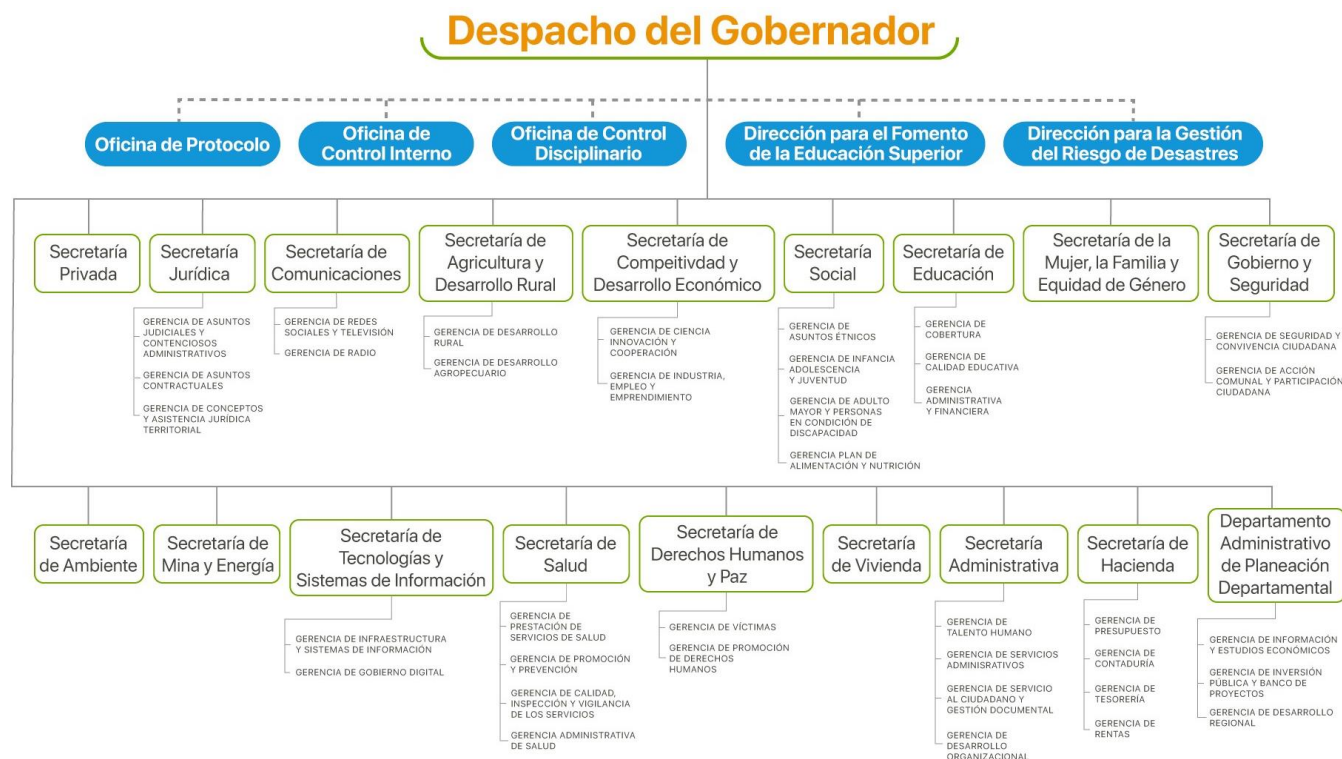 Despacho del Gobernador
Oficina de Protocolo
Oficina de
Control Interno
Oficina de Control
Disciplinario
Dirección para el Fomento
de la Educación Superior
Dirección para la Gestión
del Riesgo de Desastres
Secretaría
Privada
Secretaría
Jurídica
GERENCIA DE ASUNTOS
JUDICIALES Y
CONTENCIOSOS
ADMINISTRATIVOS
GERENCIA DE ASUNTOS
CONTRACTUALES
GERENCIA DE CONCEPTOS
Y ASISTENCIA JURÍDICA
TERRITORIAL
Secretaría de
Comunicaciones
GERENCIA DE REDES
SOCIALES Y TELEVISIÓN
GERENCIA DE RADIO
Secretaría de
Agricultura y
Desarrollo Rural
GERENCIA DE DESARROLLO
RURAL
GERENCIA DE DESARROLLO
AGROPECUARIO
Secretaría de
Compeitivdad y
Desarrollo Económico
GERENCIA DE CIENCIA
INNOVACIÓN Y
COOPERACIÓN
GERENCIA DE INDUSTRIA,
EMPLEO Y
EMPRENDIMIENTO
Secretaría
Social
GERENCIA DE
ASUNTOS ÉTNICOS
GERENCIA DE INFANCIA
ADOLESCENCIA
Y JUVENTUD
GERENCIA DE ADULTO
MAYOR Y PERSONAS
EN CONDICIÓN DE
DISCAPACIDAD
GERENCIA PLAN DE
ALIMENTACIÓN Y NUTRICIÓN
Secretaría de
Educación
GERENCIA DE
COBERTURA
GERENCIA DE
CALIDAD EDUCATIVA
GERENCIA
ADMINISTRATIVA
Y FINANCIERA
Secretaría de la
Mujer, la Familia y
Equidad de Género
Secretaría de
Gobierno y
Seguridad
GERENCIA DE SEGURIDAD Y
CONVIVENCIA CIUDADANA
GERENCIA DE ACCIÓN
COMUNAL Y PARTICIPACIÓN
CIUDADANA
Secretaría
de Ambiente
Secretaría de
Mina y Energía
Secretaría de
Tecnologías y
Sistemas de Información
GERENCIA DE INFRAESTRUCTURA
Y SISTEMAS DE INFORMACIÓN
GERENCIA DE GOBIERNO DIGITAL
Secretaría de
Salud
GERENCIA DE
PRESTACIÓN DE
SERVICIOS DE SALUD
GERENCIA DE PROMOCIÓN
Y PREVENCIÓN
GERENCIA DE CALIDAD,
INSPECCIÓN Y VIGILANCIA
DE LOS SERVICIOS
GERENCIA ADMINISTRATIVA
DE SALUD
Secretaría de
Derechos Humanos
y Paz
GERENCIA DE VÍCTIMAS
GERENCIA DE PROMOCIÓN
DE DERECHOS
HUMANOS
Secretaría
de Vivienda
Secretaría
Administrativa
GERENCIA DE
TALENTO HUMANO
GERENCIA DE SERVICIOS
ADMINISRATIVOS
GERENCIA DE SERVICIO
AL CIUDADANO Y
GESTIÓN DOCUMENTAL
GERENCIA DE
DESARROLLO
ORGANIZACIONAL
Secretaría de
Hacienda
GERENCIA DE
PRESUPUESTO
GERENCIA DE
CONTADURÍA
GERENCIA DE
TESORERÍA
GERENCIA DE
RENTAS
Departamento
Administrativo
de Planeación
Departamental
GERENCIA DE INFORMACIÓN
Y ESTUDIOS ECONÓMICOS
GERENCIA DE INVERSIÓN
PÚBLICA Y BANCO DE
PROYECTOS
GERENCIA DE DESARROLLO
REGIONAL